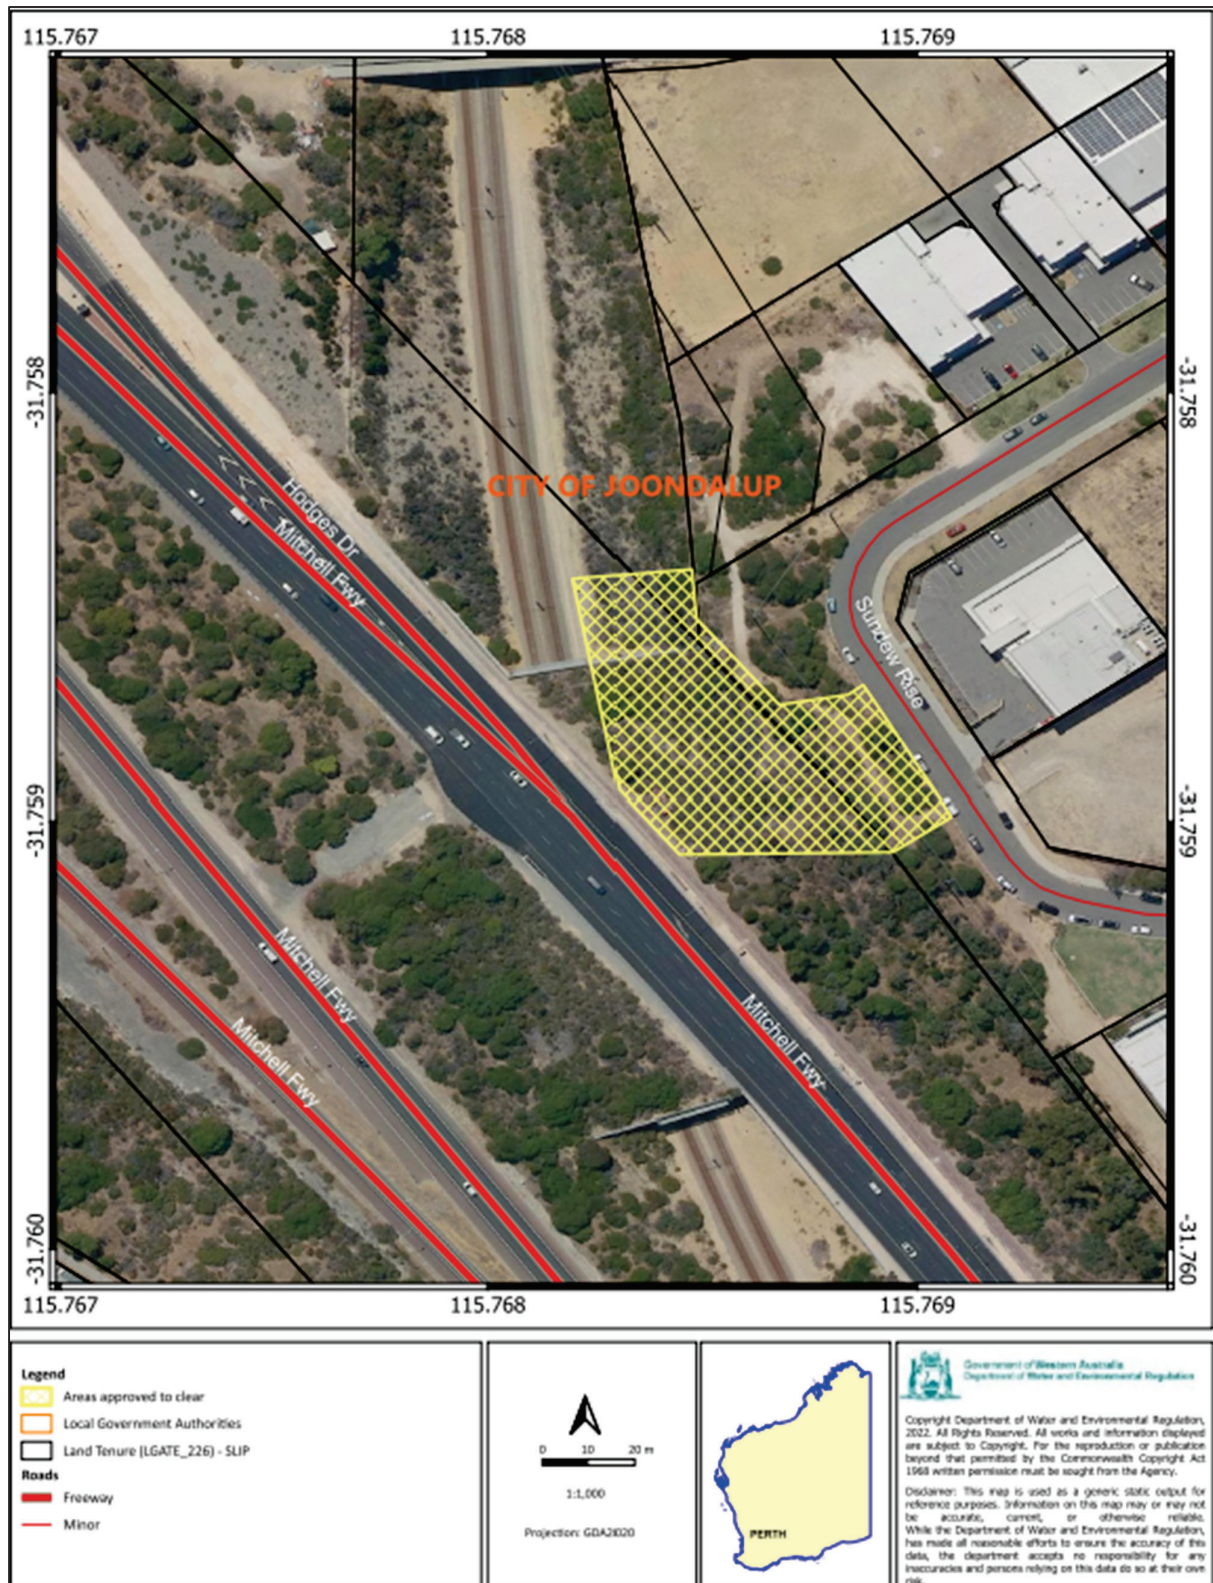 115.767
115.768
115.769
-31.758
-31.758
CITY OF JOONDALUP
Hodges Dr
Mitchell Fwy
Sundew Rise
-31.759
-31.759
Mitchell Fwy
Mitchell Fwy
Mitchell Fwy
-31.760
-31.760
115.767
115.768
115.769
Legend
Areas approved to clear
Local Government Authorities
Land Tenure (LGATE_226) - SLIP
Roads
Freeway
Minor
0 10 20 m
1:1,000
Projection: GDA2020
PERTH
Government of Western Australia
Department of Water and Environmental Regulation
Copyright Department of Water and Environmental Regulation,
2022. All Rights Reserved. All works and information displayed
are subject to Copyright. For the reproduction or publication
beyond that permitted by the Commonwealth Copyright Act
1968 written permission must be sought from the Agency.
Disclaimer: This map is used as a generic static output for
reference purposes. Information on this map may or may not
be accurate, current, or otherwise reliable.
While the Department of Water and Environmental Regulation,
has made all reasonable efforts to ensure the accuracy of this
data, the department accepts no responsibility for any
inaccuracies and persons relying on this data do so at their own
risk.